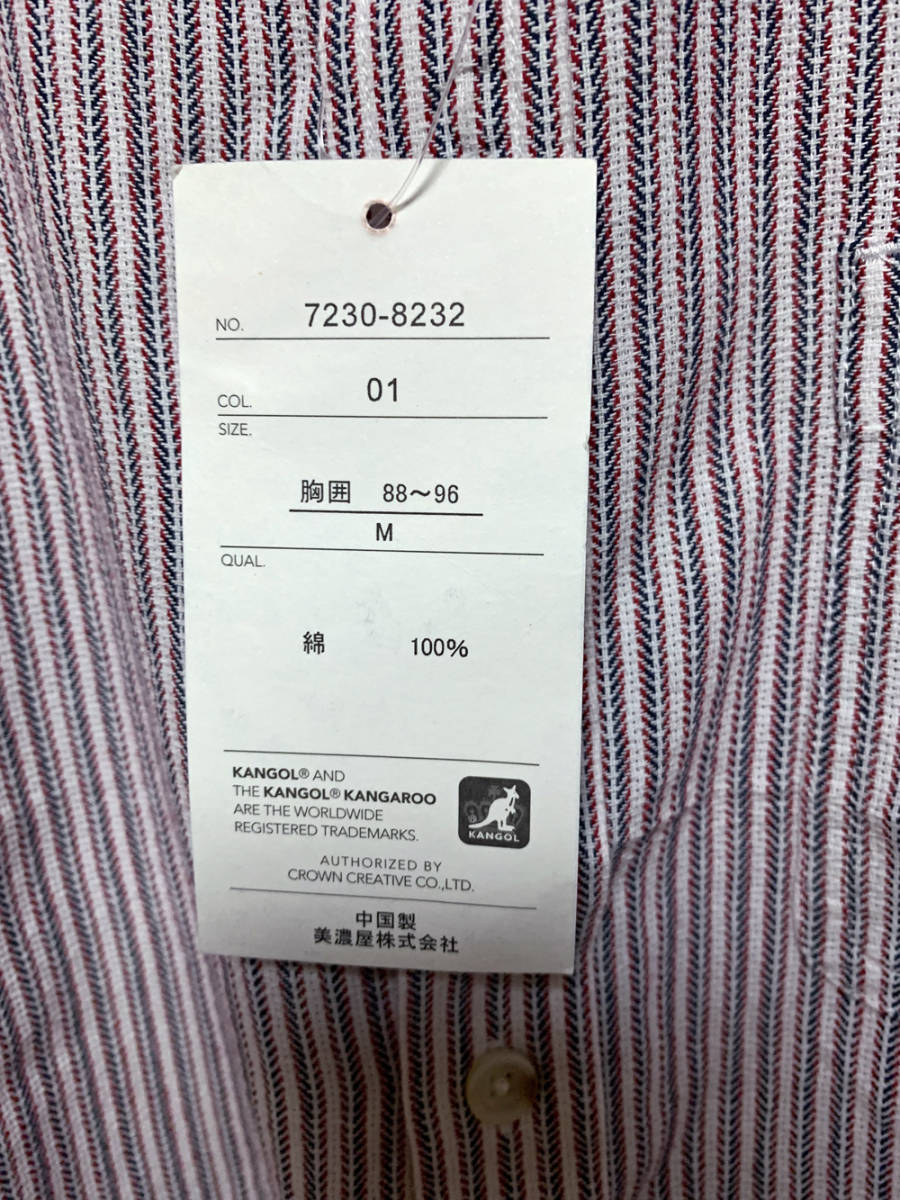 NO. 7230-8232
COL. 01
SIZE.
胸囲 88～96
M
QUAL.
綿 100%
KANGOL® AND
THE KANGOL® KANGAROO
ARE THE WORLDWIDE
REGISTERED TRADEMARKS.
KANGOL
AUTHORIZED BY
CROWN CREATIVE CO.,LTD.
中国製
美濃屋株式会社